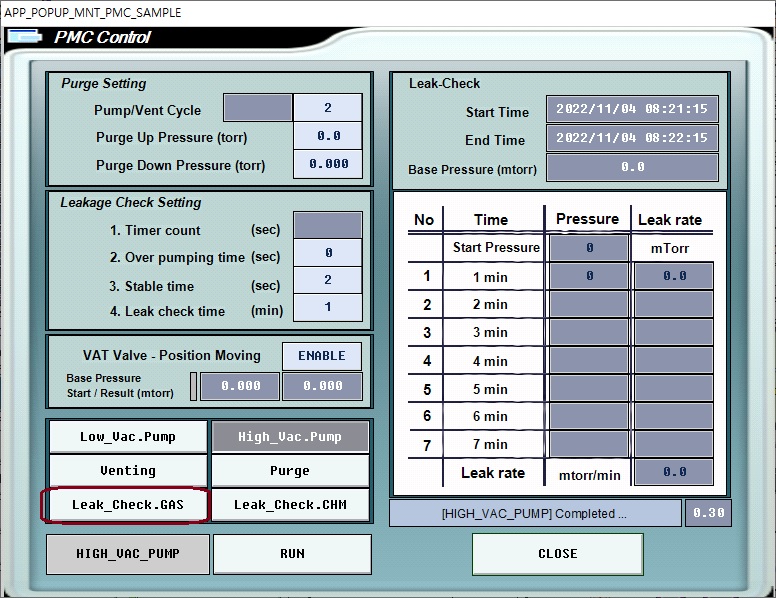 APP_POPUP_MNT_PMC_SAMPLE
PMC Control
Purge Setting
Pump/Vent Cycle 2
Purge Up Pressure (torr) 0.0
Purge Down Pressure (torr) 0.000
Leakage Check Setting
1. Timer count (sec)
2. Over pumping time (sec) 0
3. Stable time (sec) 2
4. Leak check time (min) 1
VAT Valve - Position Moving ENABLE
Base Pressure
Start / Result (mtorr) 0.000 0.000
Low_Vac.Pump High_Vac.Pump
Venting Purge
Leak_Check.GAS Leak_Check.CHM
HIGH_VAC_PUMP RUN
Leak-Check
Start Time 2022/11/04 08:21:15
End Time 2022/11/04 08:22:15
Base Pressure (mtorr) 0.0
No Time Pressure Leak rate
Start Pressure 0 mTorr
1 1 min 0 0.0
2 2 min
3 3 min
4 4 min
5 5 min
6 6 min
7 7 min
Leak rate mtorr/min 0.0
[HIGH_VAC_PUMP] Completed ... 0.30
CLOSE